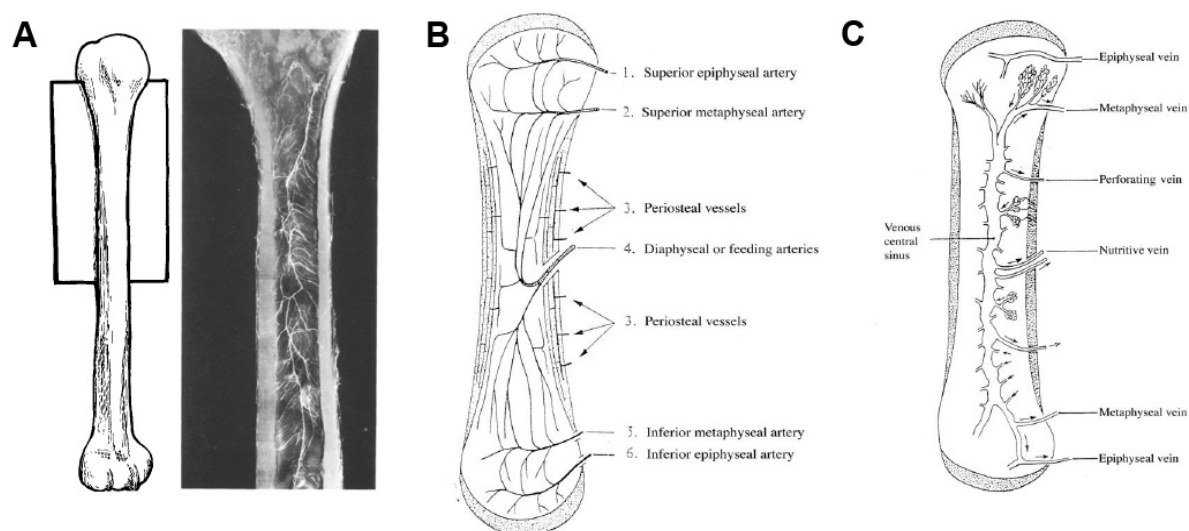 A
B
1. Superior epiphyseal artery
2. Superior metaphyseal artery
3. Periosteal vessels
4. Diaphyseal or feeding arteries
3. Periosteal vessels
5. Inferior metaphyseal artery
6. Inferior epiphyseal artery
C
Epiphyseal vein
Metaphyseal vein
Perforating vein
Venous
central
sinus
Nutritive vein
Metaphyseal vein
Epiphyseal vein